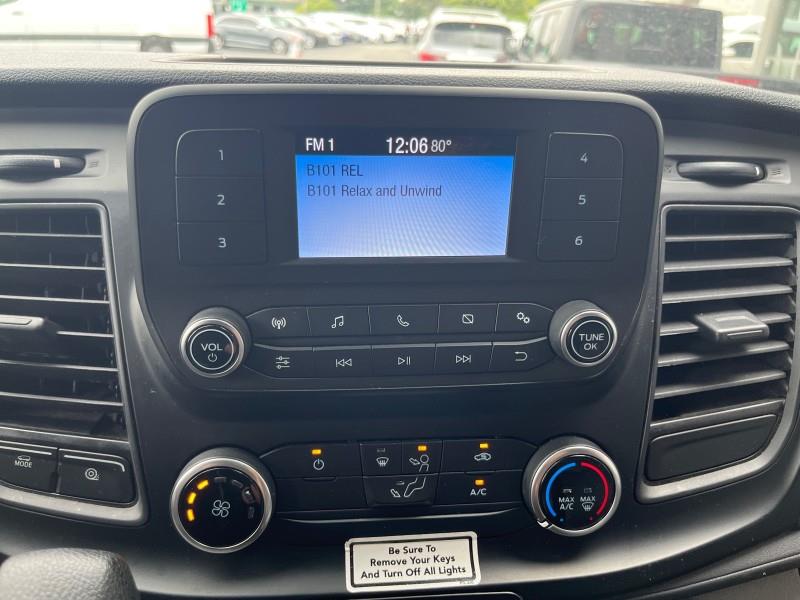 FM 1 12:06 80°
B101 REL
B101 Relax and Unwind
1
2
3
4
5
6
VOL
TUNE
OK
MODE
A/C
MAX
A/C
MAX
Be Sure To
Remove Your Keys
And Turn Off All Lights